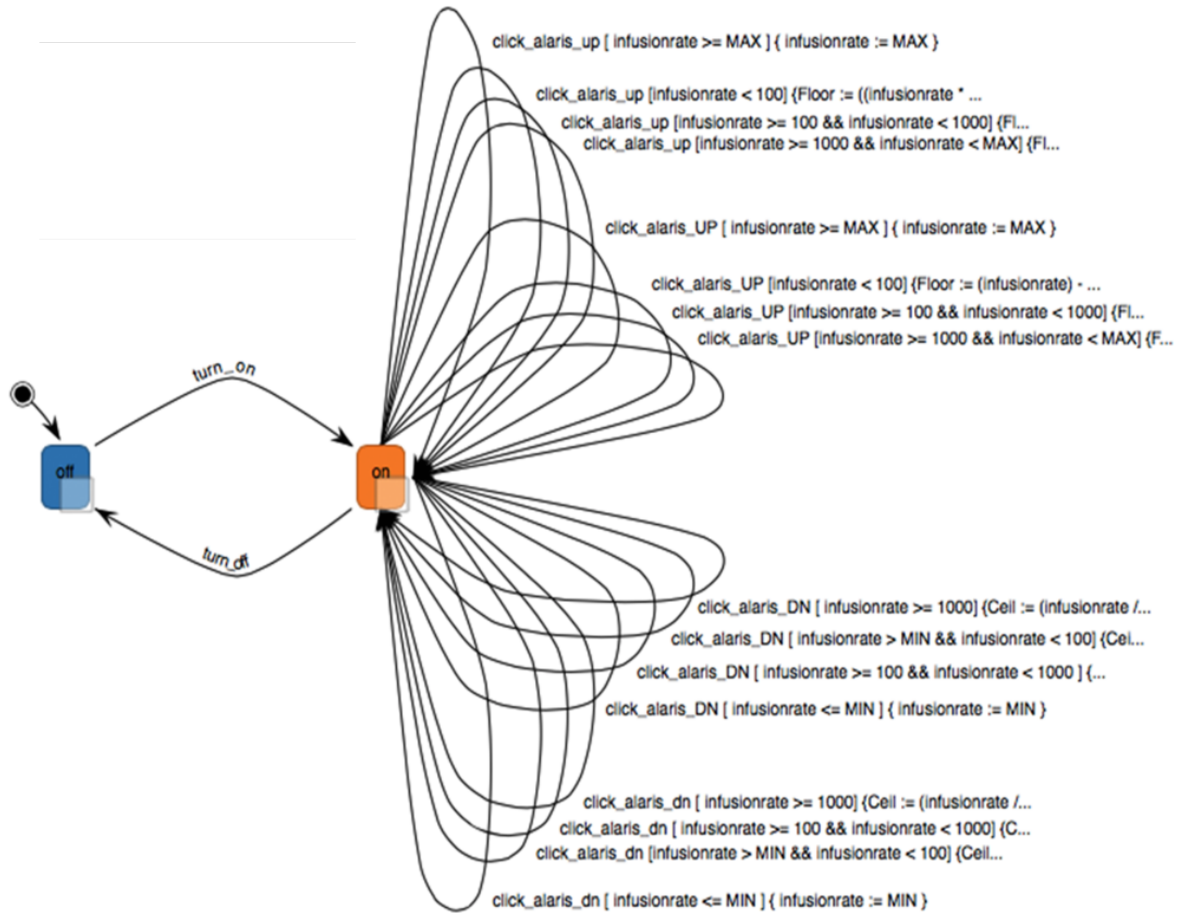 click_alaris_up [ infusionrate >= MAX ] { infusionrate := MAX }
click_alaris_up [infusionrate < 100] {Floor := ((infusionrate * ...
click_alaris_up [infusionrate >= 100 && infusionrate < 1000] {Fl...
click_alaris_up [infusionrate >= 1000 && infusionrate < MAX] {Fl...
click_alaris_UP [ infusionrate >= MAX ] { infusionrate := MAX }
click_alaris_UP [infusionrate < 100] {Floor := (infusionrate) - ...
click_alaris_UP [infusionrate >= 100 && infusionrate < 1000] {Fl...
click_alaris_UP [infusionrate >= 1000 && infusionrate < MAX] {F...
turn_on
off
on
turn_off
click_alaris_DN [ infusionrate >= 1000] {Ceil := (infusionrate /...
click_alaris_DN [ infusionrate > MIN && infusionrate < 100] {Cei...
click_alaris_DN [ infusionrate >= 100 && infusionrate < 1000 ] {...
click_alaris_DN [ infusionrate <= MIN ] { infusionrate := MIN }
click_alaris_dn [ infusionrate >= 1000] {Ceil := (infusionrate /...
click_alaris_dn [ infusionrate >= 100 && infusionrate < 1000] {C...
click_alaris_dn [infusionrate > MIN && infusionrate < 100] {Ceil...
click_alaris_dn [ infusionrate <= MIN ] { infusionrate := MIN }